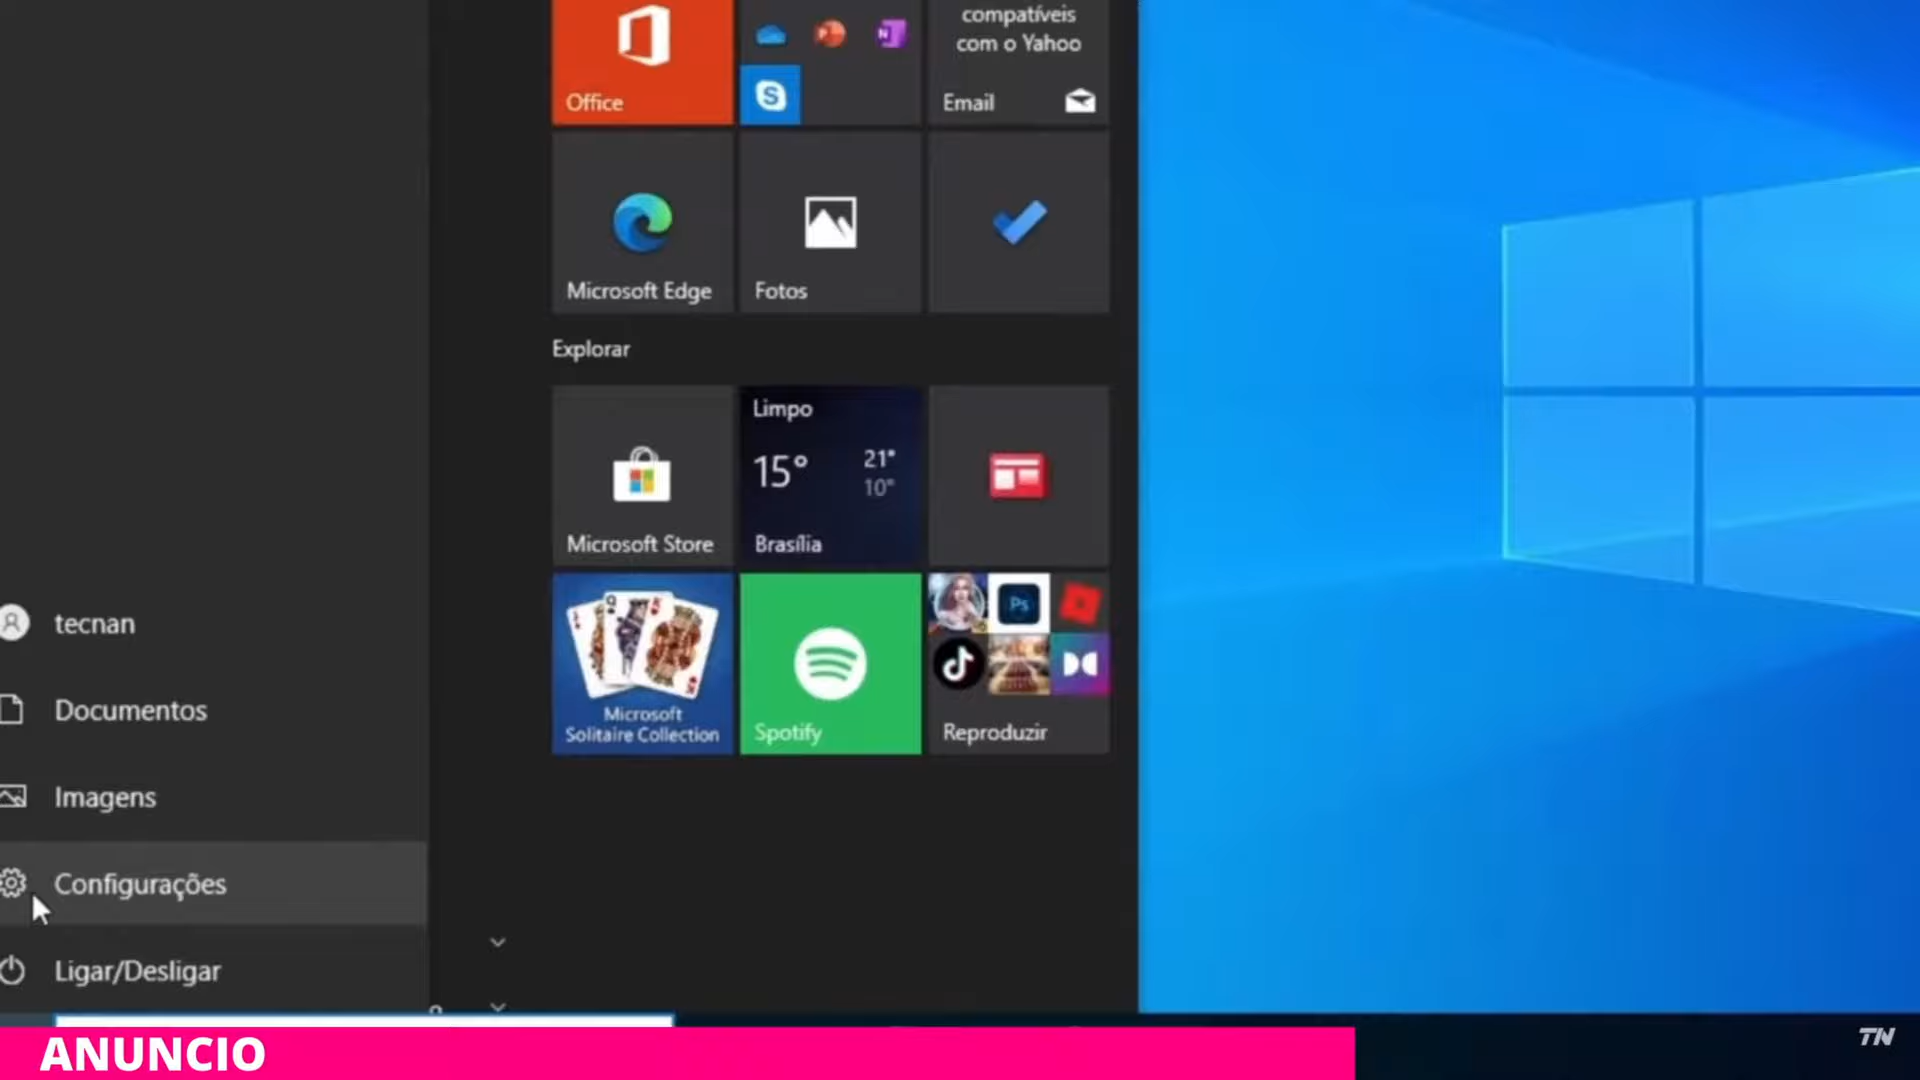 compatíveis
com o Yahoo
Office
Email
Microsoft Edge
Fotos
Explorar
Limpo
15°
21°
10°
Microsoft Store
Brasília
Ps
Microsoft
Solitaire Collection
Spotify
Reproduzir
tecnan
Documentos
Imagens
Configurações
Ligar/Desligar
ANUNCIO
TN